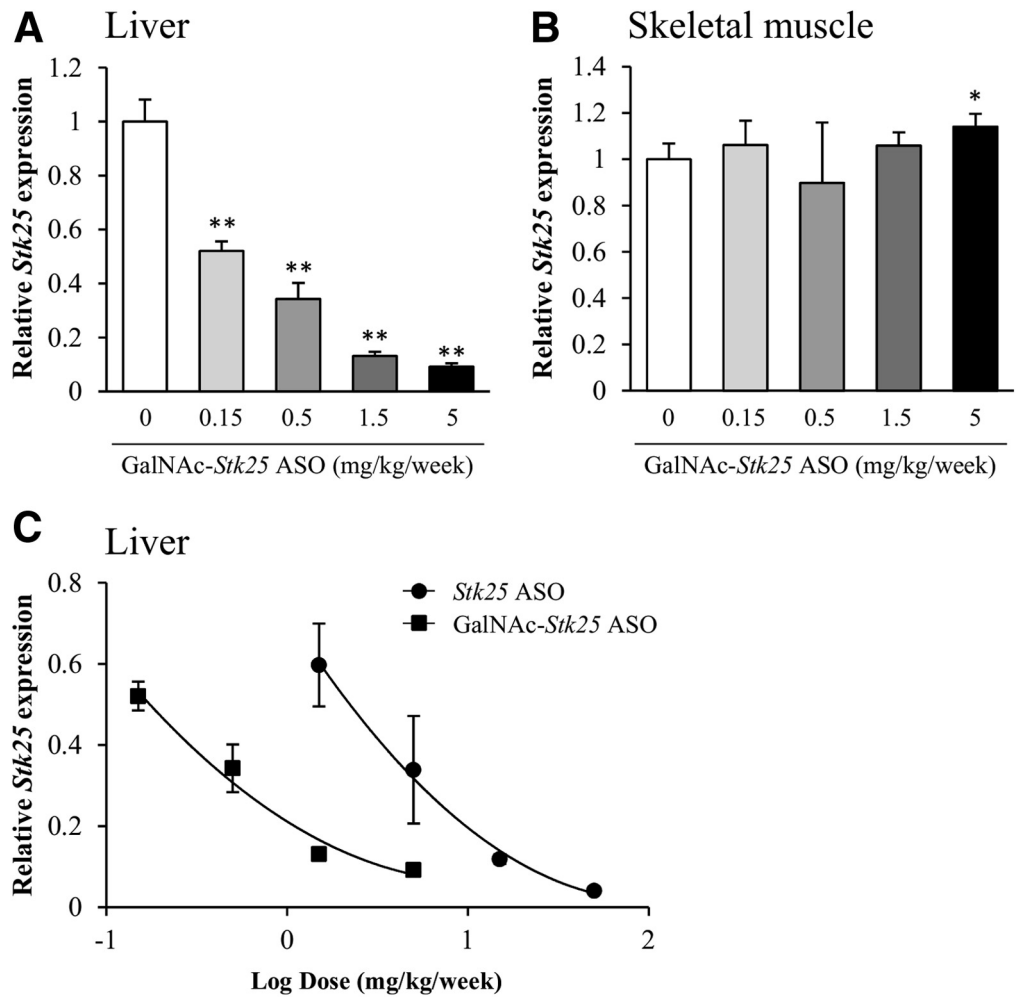 A Liver
Relative Stk25 expression
1.2
1
0.8
0.6
0.4
0.2
0
**
**
**
**
0 0.15 0.5 1.5 5
GalNAc-Stk25 ASO (mg/kg/week)
B Skeletal muscle
Relative Stk25 expression
1.4
1.2
1
0.8
0.6
0.4
0.2
0
*
0 0.15 0.5 1.5 5
GalNAc-Stk25 ASO (mg/kg/week)
C Liver
Relative Stk25 expression
0.8
0.6
0.4
0.2
0
Stk25 ASO
GalNAc-Stk25 ASO
-1 0 1 2
Log Dose (mg/kg/week)